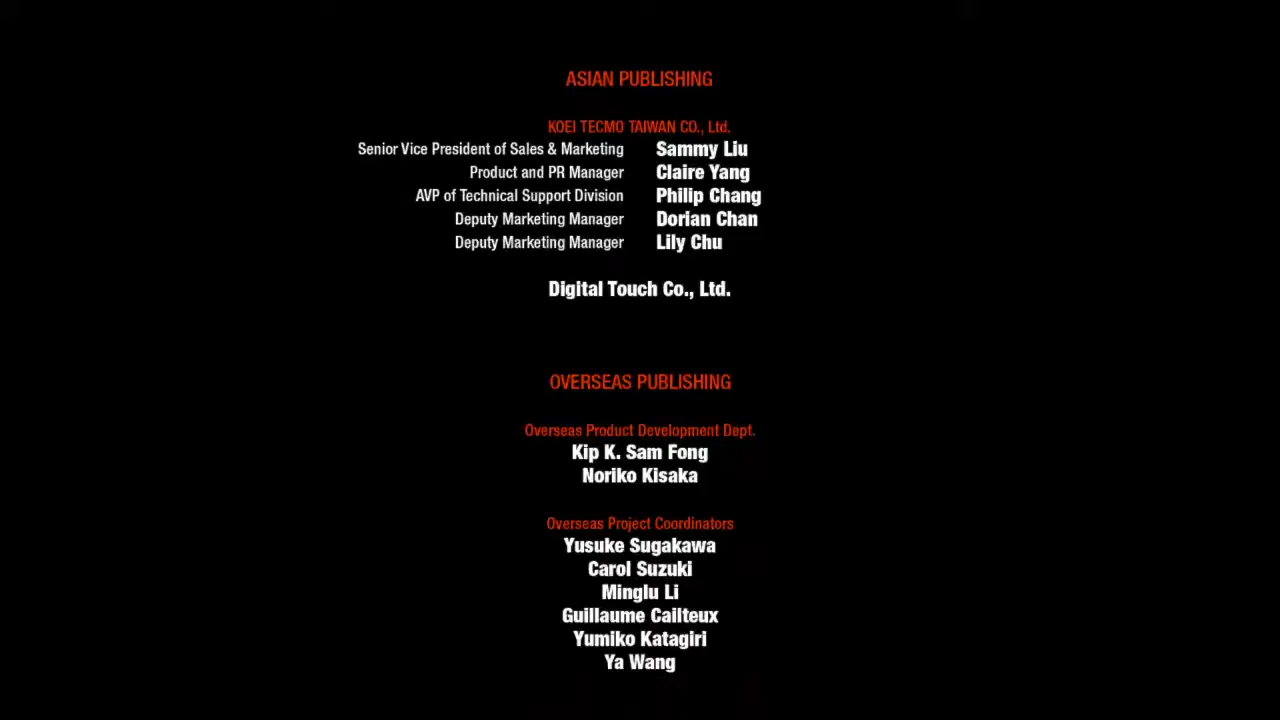 ASIAN PUBLISHING
KOEI TECMO TAIWAN CO., Ltd.
Senior Vice President of Sales & Marketing Sammy Liu
Product and PR Manager Claire Yang
AVP of Technical Support Division Philip Chang
Deputy Marketing Manager Dorian Chan
Deputy Marketing Manager Lily Chu
Digital Touch Co., Ltd.
OVERSEAS PUBLISHING
Overseas Product Development Dept.
Kip K. Sam Fong
Noriko Kisaka
Overseas Project Coordinators
Yusuke Sugakawa
Carol Suzuki
Minglu Li
Guillaume Cailteux
Yumiko Katagiri
Ya Wang